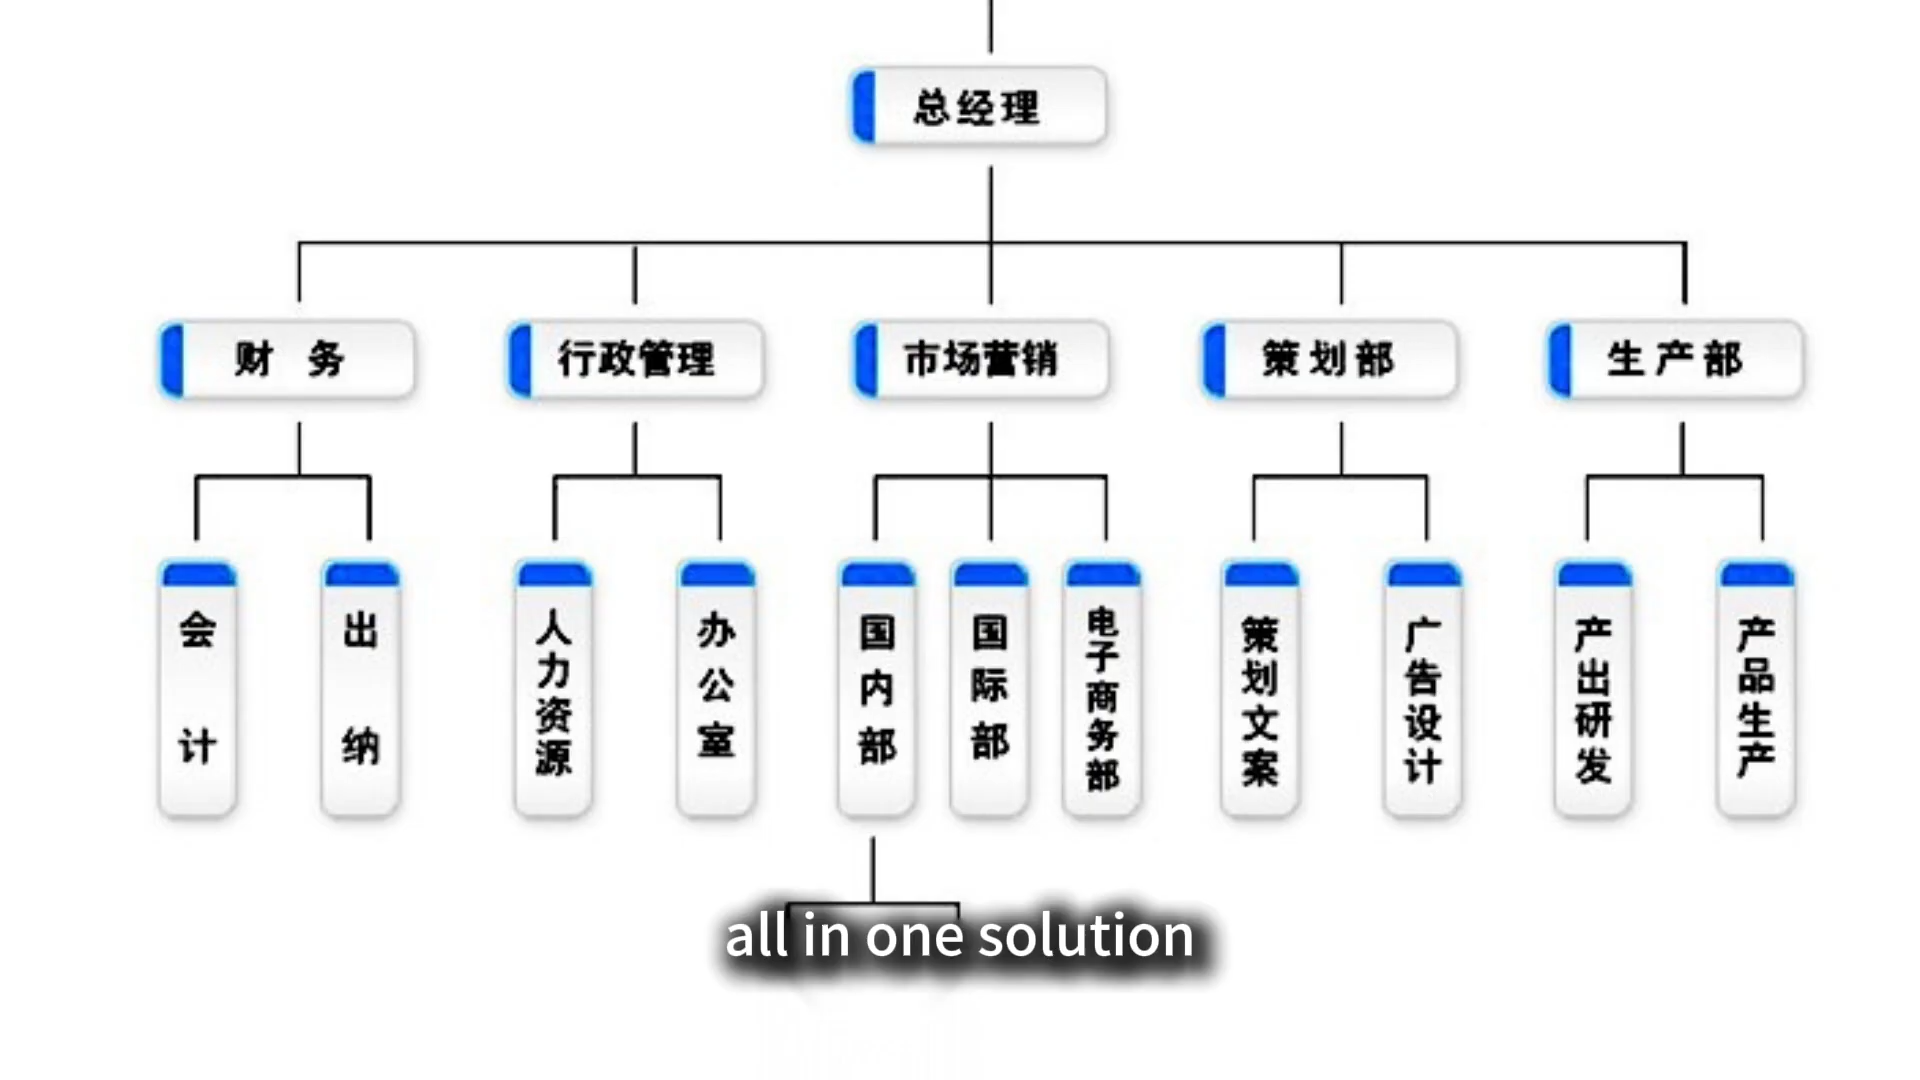 总经理
财务
行政管理
市场营销
策划部
生产部
会计
出纳
人力资源
办公室
国内部
国际部
电子商务部
策划文案
广告设计
产出研发
产品生产
all in one solution